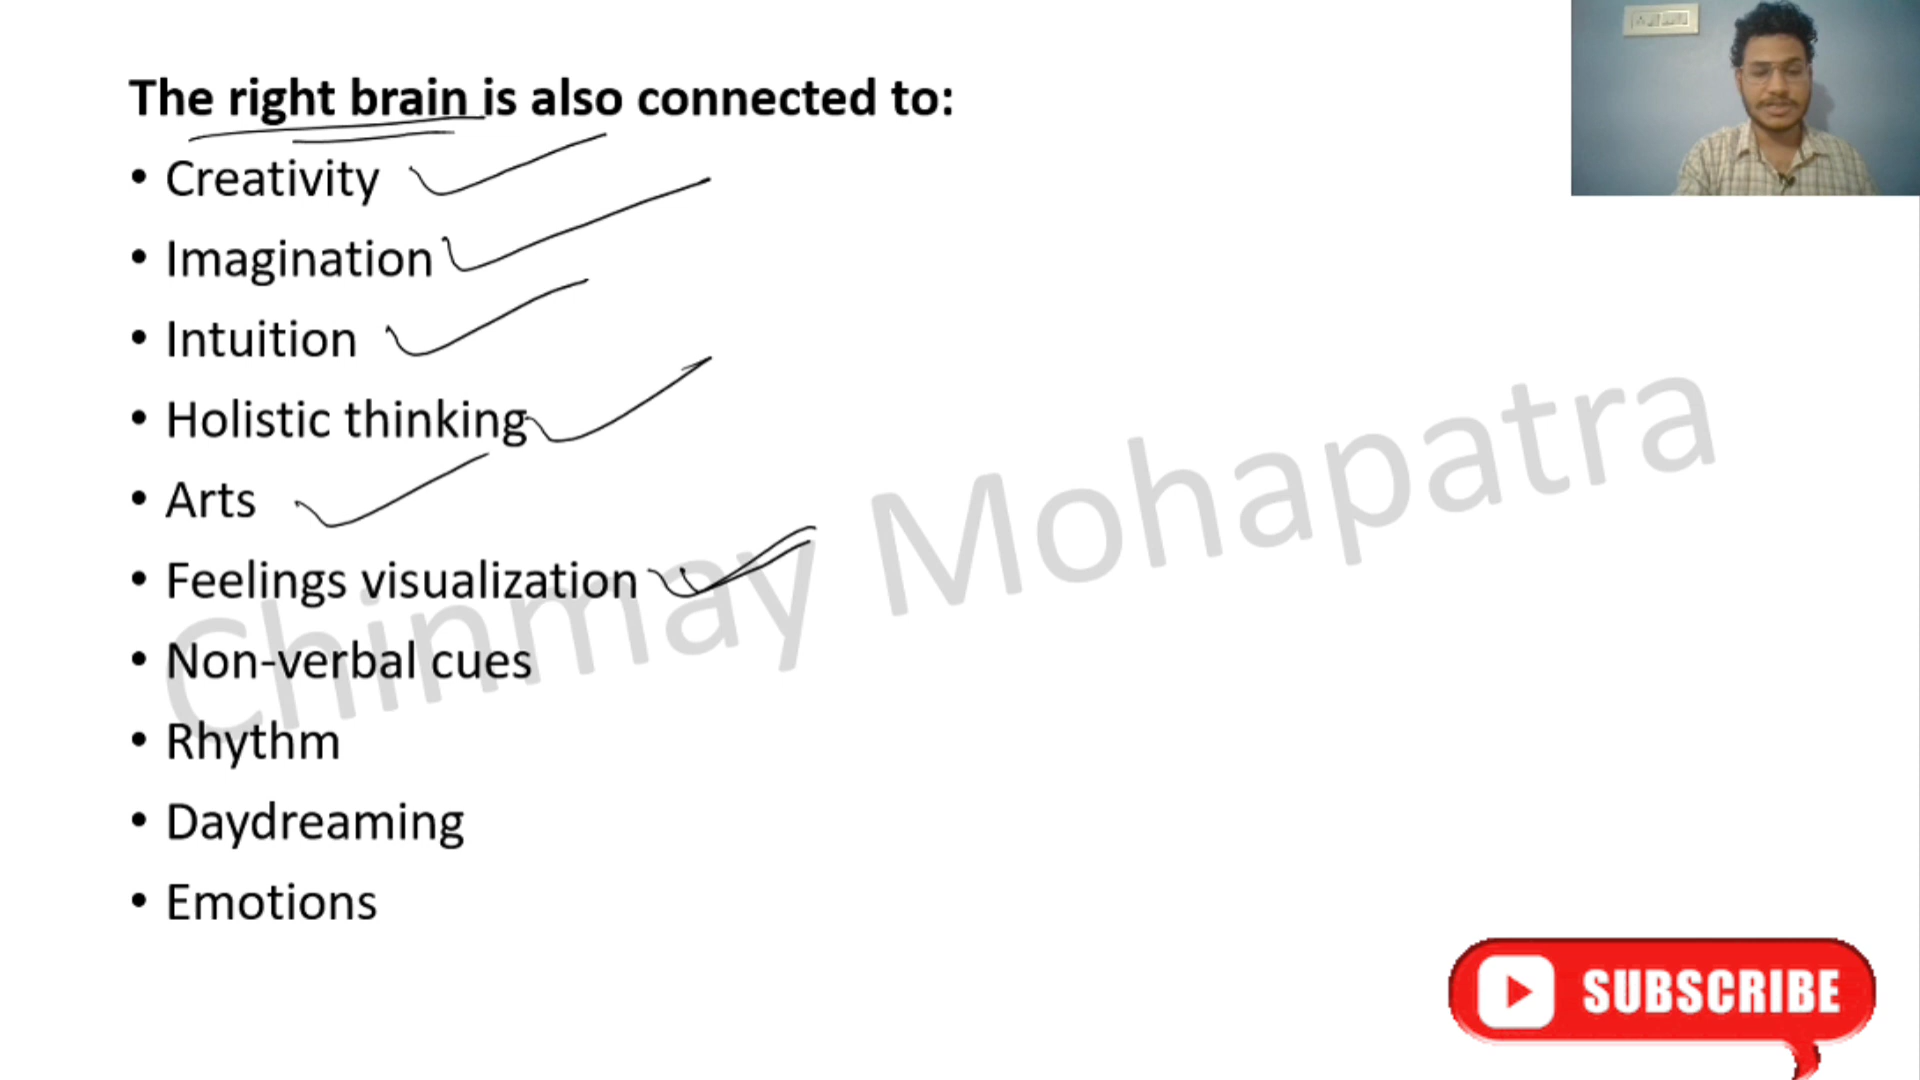 The right brain is also connected to:
• Creativity
• Imagination
• Intuition
• Holistic thinking
• Arts
• Feelings visualization
• Non-verbal cues
• Rhythm
• Daydreaming
• Emotions
Chinmay Mohapatra
SUBSCRIBE